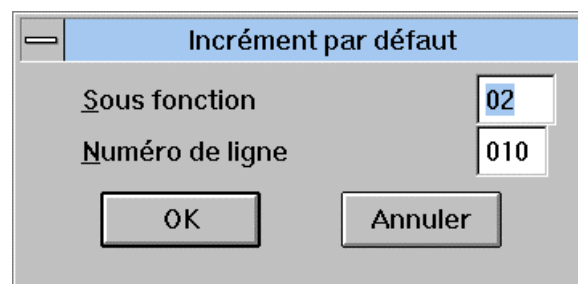 Incrément par défaut
Sous fonction 02
Numéro de ligne 010
OK Annuler